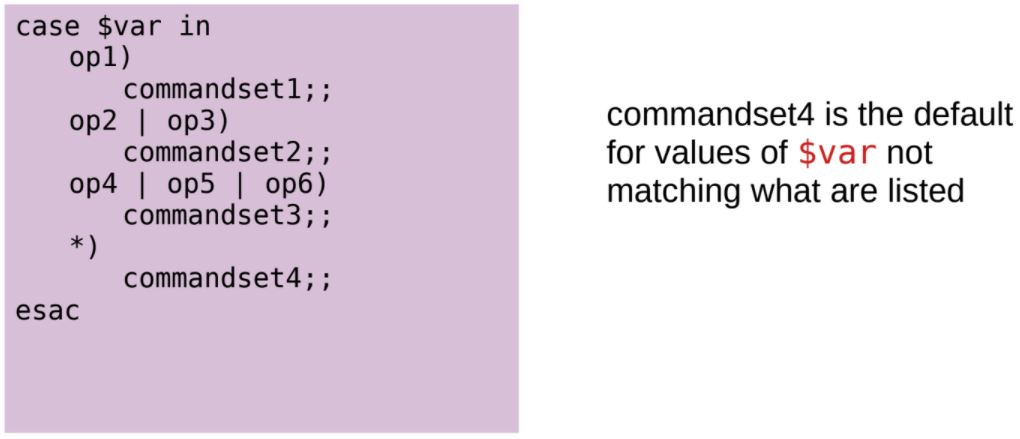 case $var in
op1)
commandset1;;
op2 | op3)
commandset2;;
op4 | op5 | op6)
commandset3;;
*)
commandset4;;
esac
commandset4 is the default
for values of $var not
matching what are listed